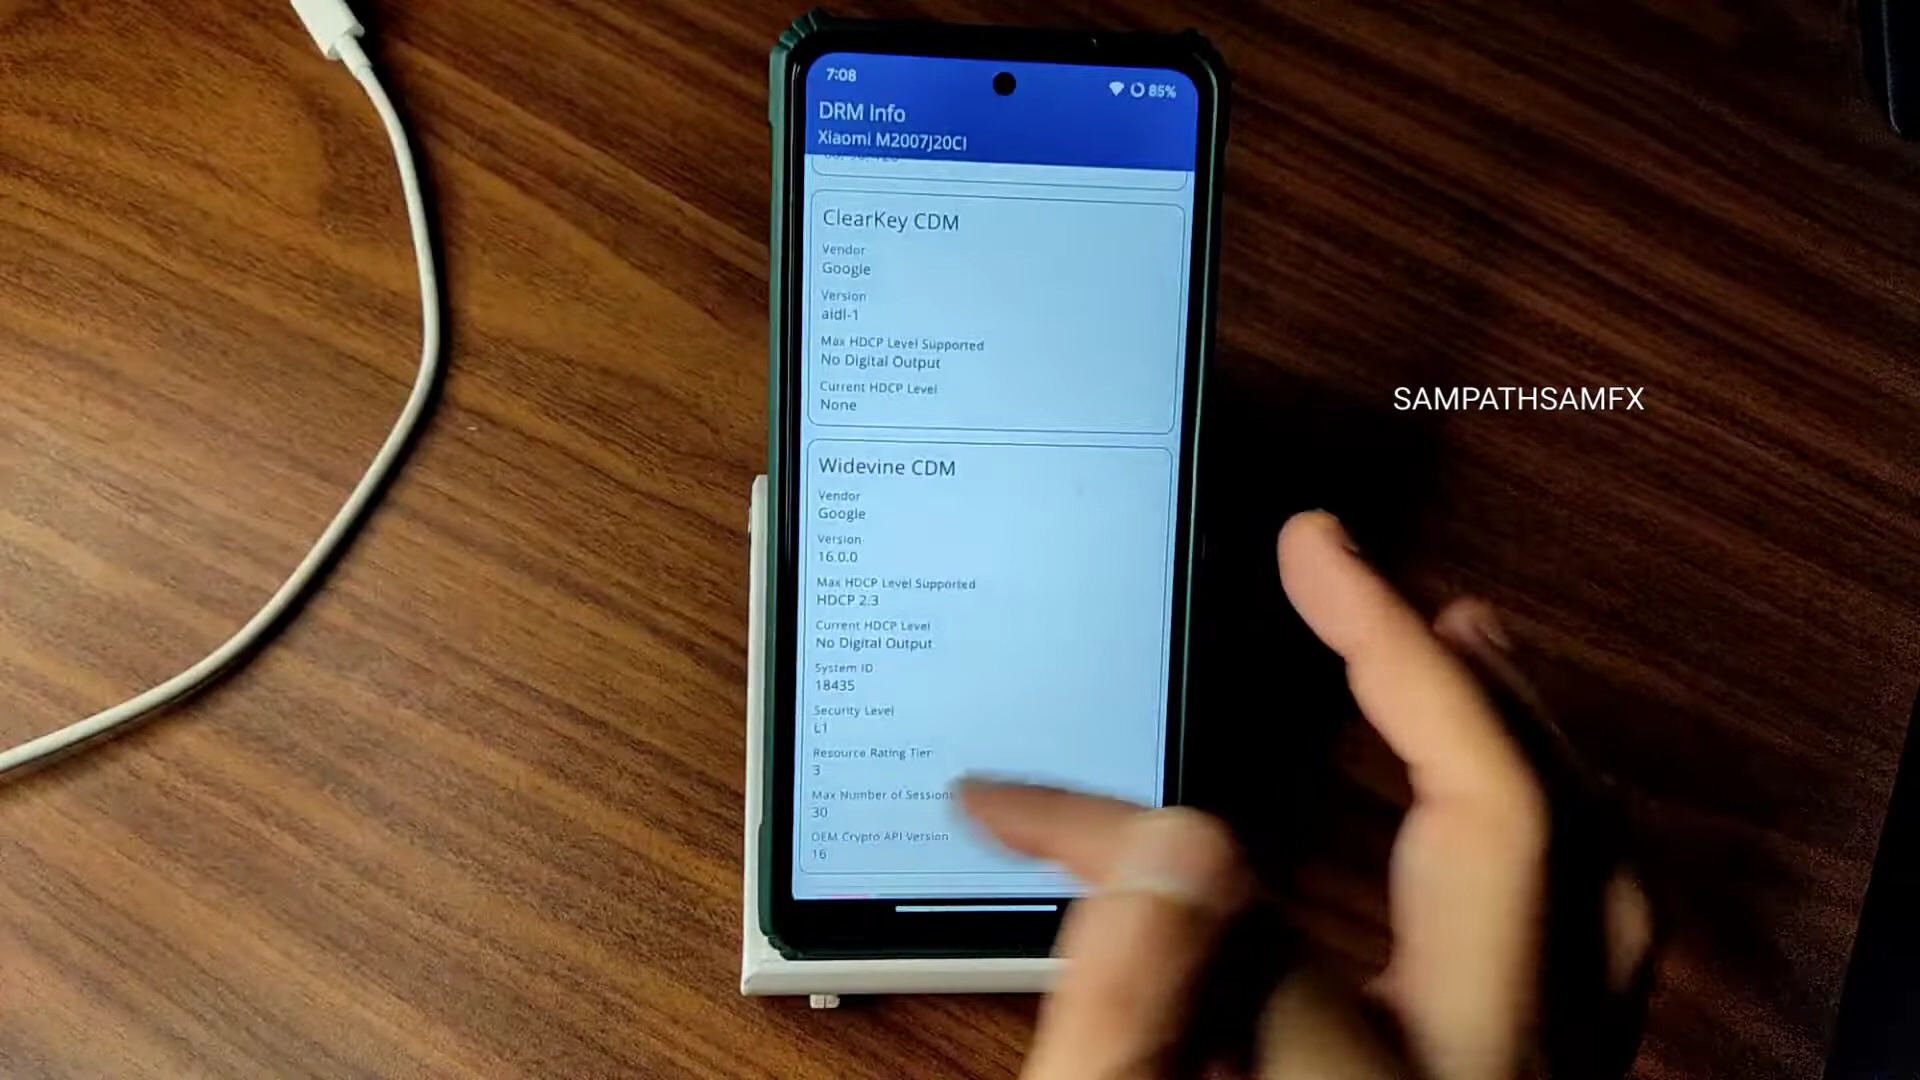 7:08
85%
DRM Info
Xiaomi M2007J20CI
ClearKey CDM
Vendor
Google
Version
aidl-1
Max HDCP Level Supported
No Digital Output
Current HDCP Level
None
SAMPATHSAMFX
Widevine CDM
Vendor
Google
Version
16.0.0
Max HDCP Level Supported
HDCP 2.3
Current HDCP Level
No Digital Output
System ID
18435
Security Level
L1
Resource Rating Tier
3
Max Number of Sessions
30
OEM Crypto API Version
16